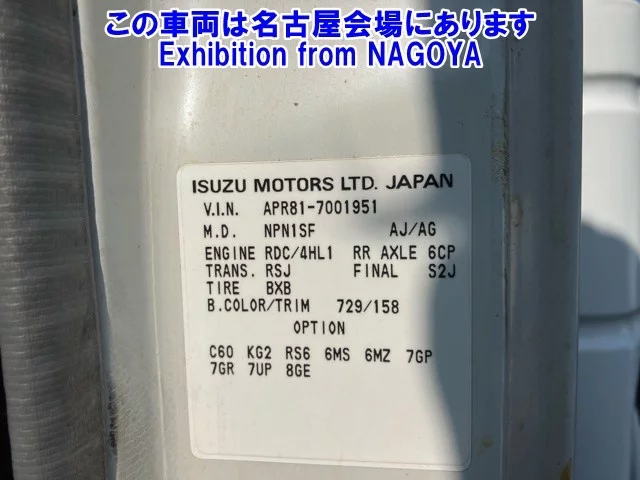 この車両は名古屋会場にあります
Exhibition from NAGOYA
ISUZU MOTORS LTD. JAPAN
V.I.N. APR81-7001951
M.D. NPN1SF AJ/AG
ENGINE RDC/4HL1 RR AXLE 6CP
TRANS. RSJ FINAL S2J
TIRE BXB
B.COLOR/TRIM 729/158
OPTION
C60 KG2 RS6 6MS 6MZ 7GP
7GR 7UP 8GE